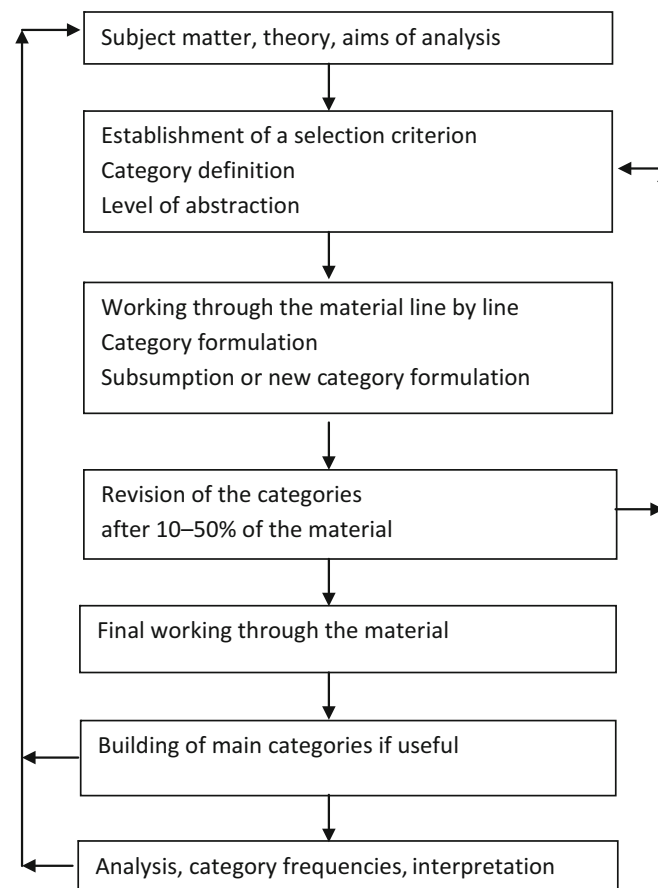 Subject matter, theory, aims of analysis
Establishment of a selection criterion
Category definition
Level of abstraction
Working through the material line by line
Category formulation
Subsumption or new category formulation
Revision of the categories
after 10–50% of the material
Final working through the material
Building of main categories if useful
Analysis, category frequencies, interpretation